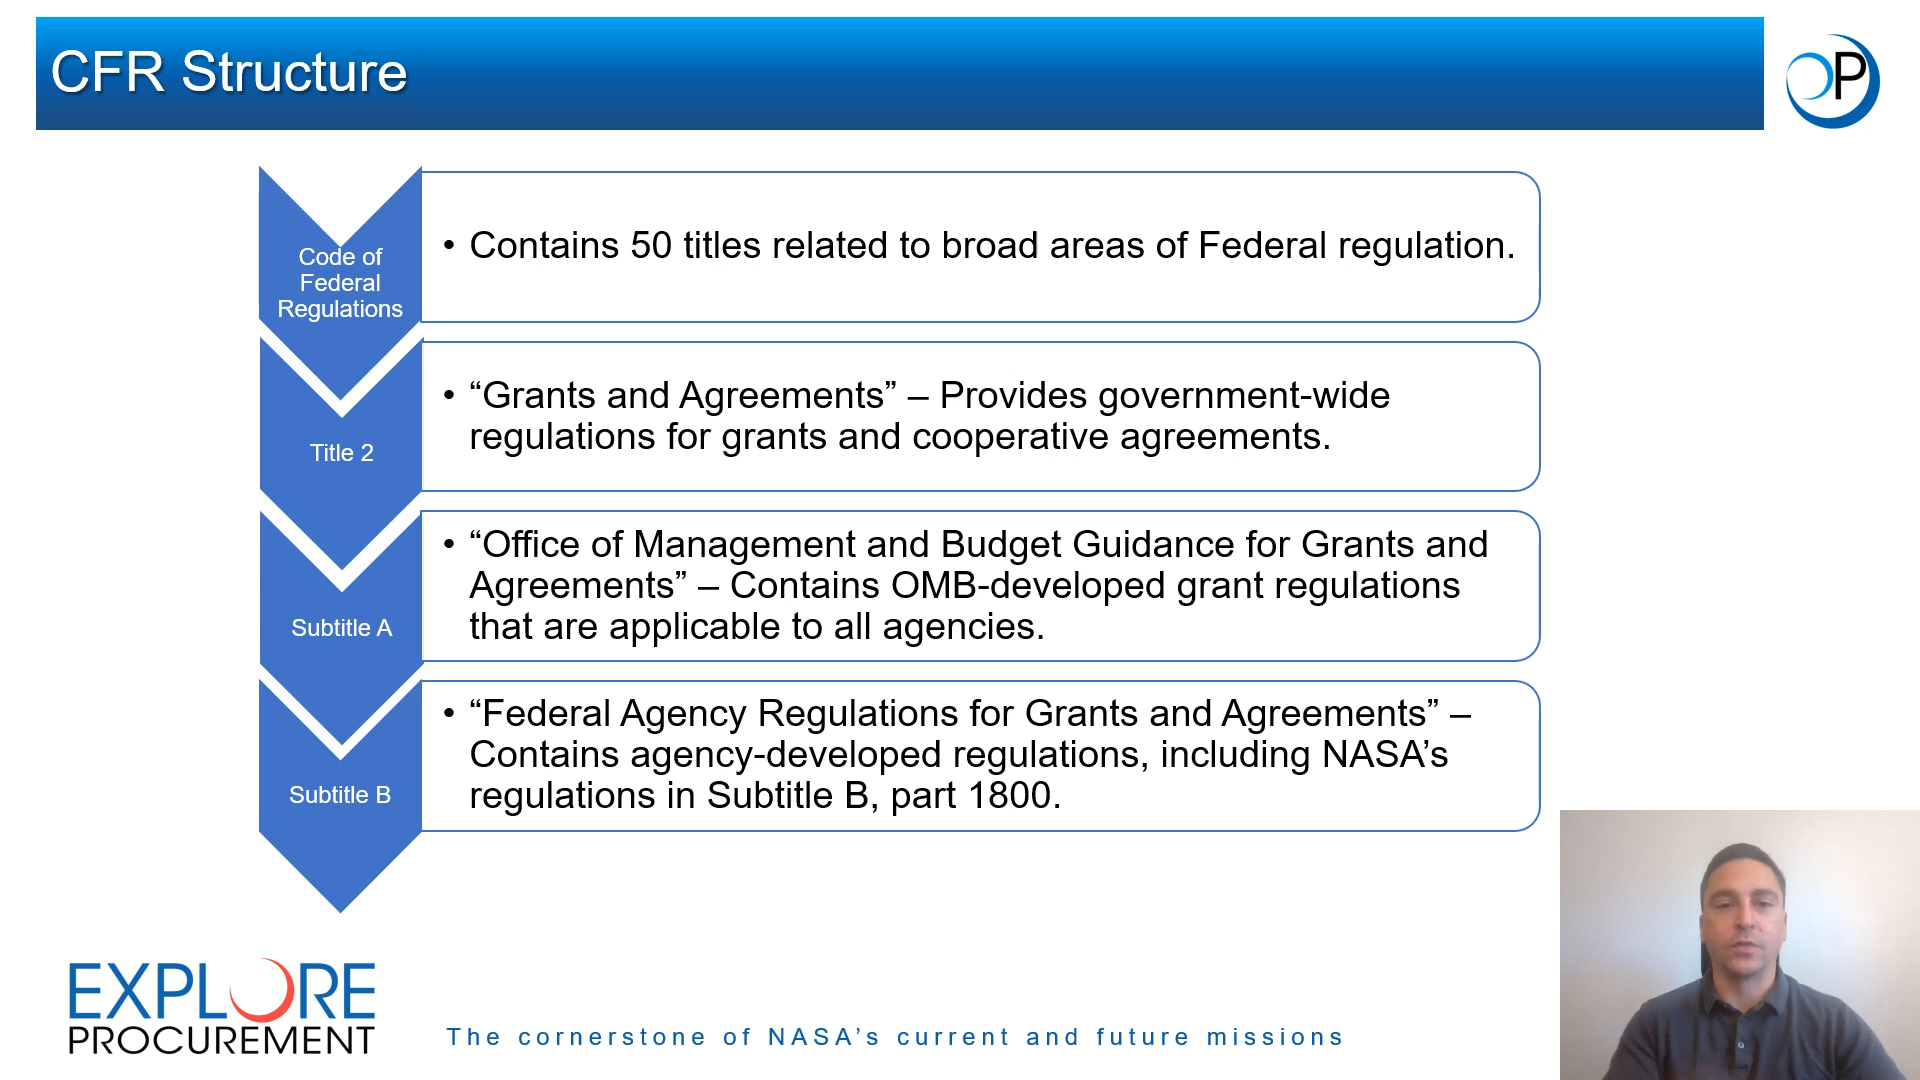 CFR Structure
P
Code of
Federal
Regulations
• Contains 50 titles related to broad areas of Federal regulation.
Title 2
• “Grants and Agreements” – Provides government-wide
regulations for grants and cooperative agreements.
Subtitle A
• “Office of Management and Budget Guidance for Grants and
Agreements” – Contains OMB-developed grant regulations
that are applicable to all agencies.
Subtitle B
• “Federal Agency Regulations for Grants and Agreements” –
Contains agency-developed regulations, including NASA’s
regulations in Subtitle B, part 1800.
EXPLORE
PROCUREMENT
The cornerstone of NASA’s current and future missions